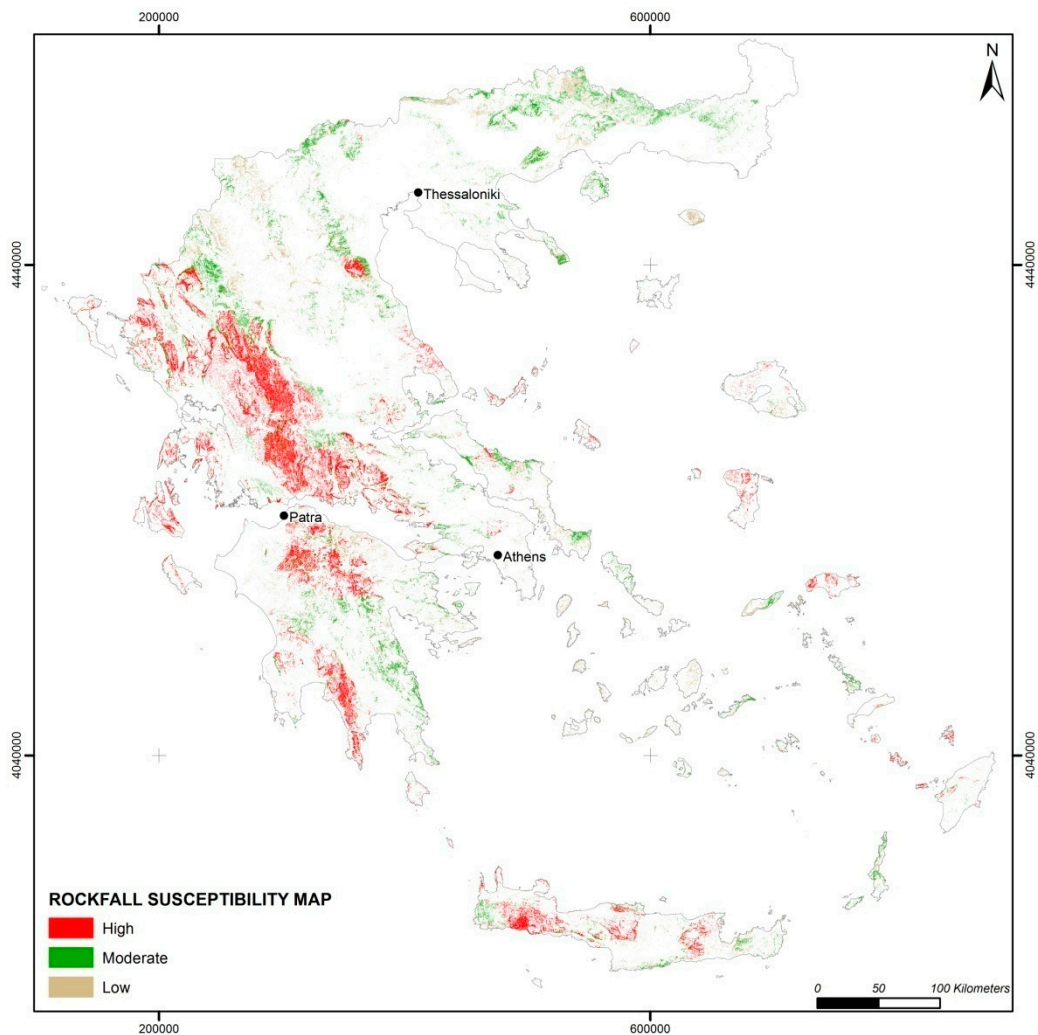 200000 600000
N
Thessaloniki
4440000 4440000
Patra
Athens
4040000 4040000
ROCKFALL SUSCEPTIBILITY MAP
High
Moderate
Low
0 50 100 Kilometers
200000 600000